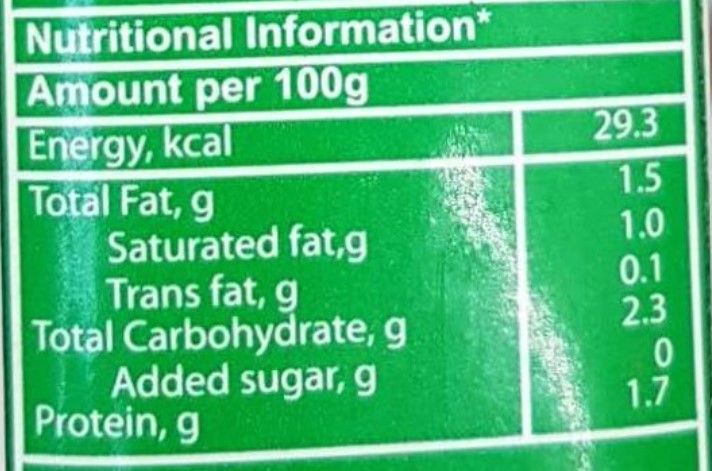 Nutritional Information*
Amount per 100g
Energy, kcal 29.3
Total Fat, g 1.5
Saturated fat,g 1.0
Trans fat, g 0.1
Total Carbohydrate, g 2.3
Added sugar, g 0
Protein, g 1.7